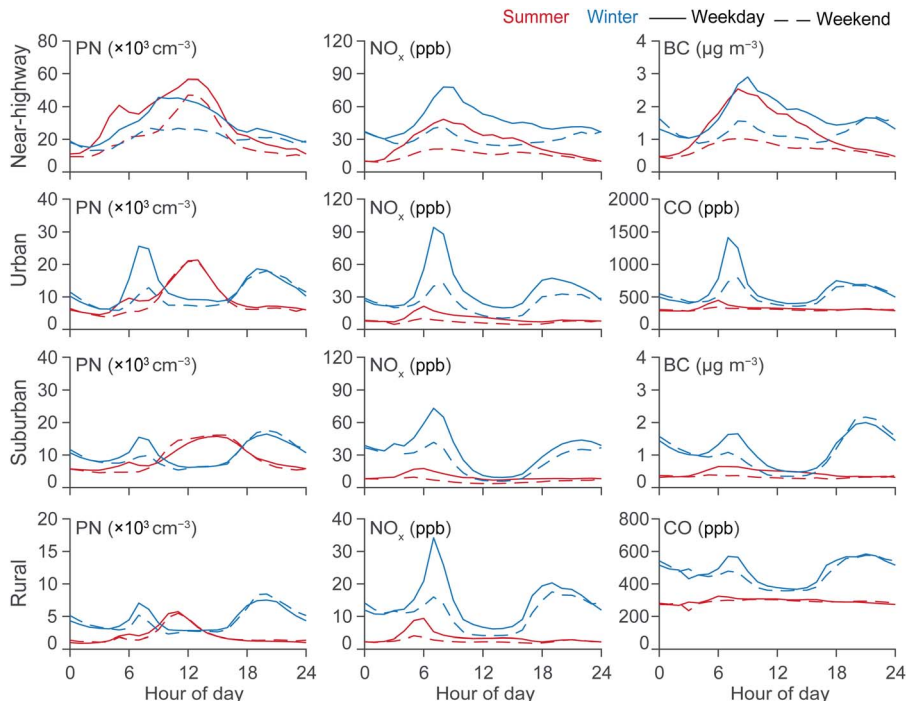 Summer Winter Weekday Weekend
Near-highway
PN (×10³ cm⁻³)
80
60
40
20
0
NOₓ (ppb)
120
90
60
30
0
BC (µg m⁻³)
4
3
2
1
0
Urban
PN (×10³ cm⁻³)
40
30
20
10
0
NOₓ (ppb)
120
90
60
30
0
CO (ppb)
2000
1500
1000
500
0
Suburban
PN (×10³ cm⁻³)
40
30
20
10
0
NOₓ (ppb)
120
90
60
30
0
BC (µg m⁻³)
4
3
2
1
0
Rural
PN (×10³ cm⁻³)
20
15
10
5
0
0 6 12 18 24
Hour of day
NOₓ (ppb)
40
30
20
10
0
0 6 12 18 24
Hour of day
CO (ppb)
800
600
400
200
0
0 6 12 18 24
Hour of day